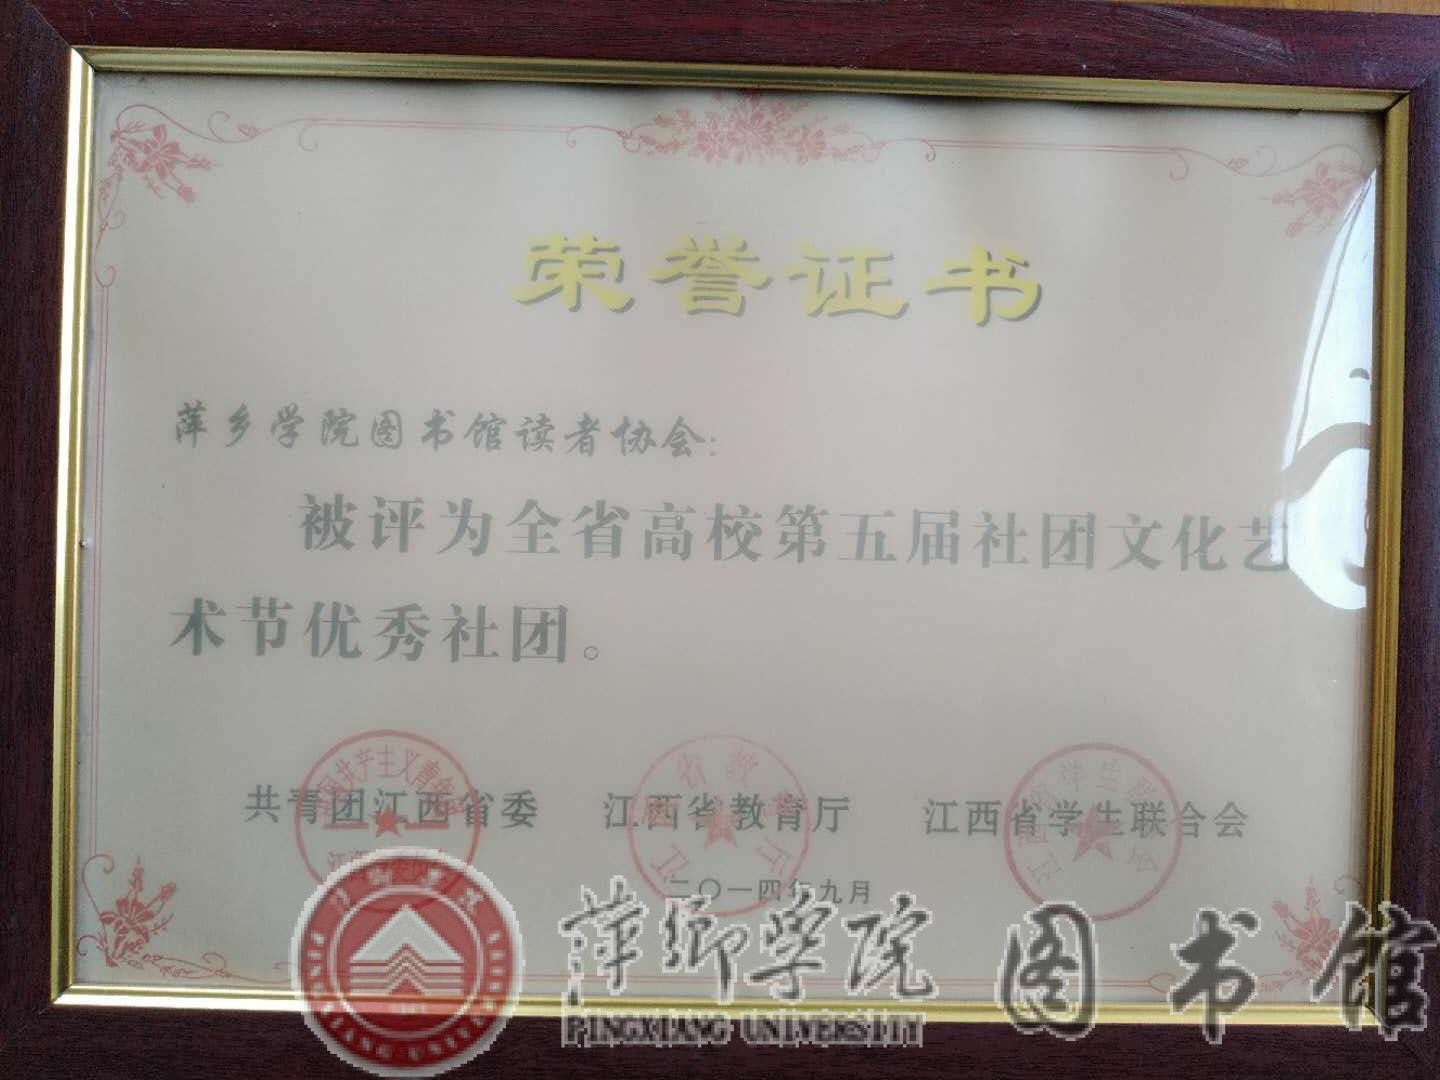 荣誉证书
萍乡学院图书馆读者协会:
被评为全省高校第五届社团文化艺
术节优秀社团。
共青团江西省委 江西省教育厅 江西省学生联合会
二〇一四年九月
萍乡学院 图书馆
PINGXIANG UNIVERSITY